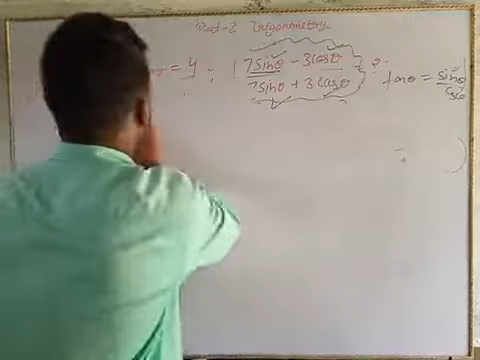 Part-2 Trigonometry
= 4 : | 7sinθ - 3cosθ / 7sinθ + 3cosθ ? tanθ = sinθ / cosθ